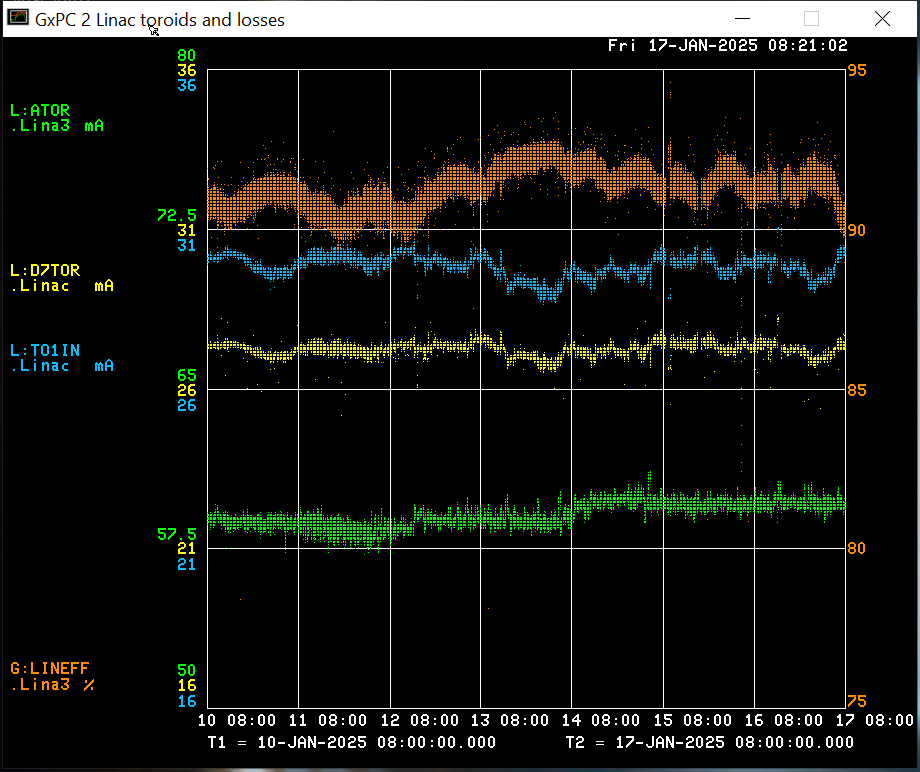 GxPC 2 Linac toroids and losses
Fri 17-JAN-2025 08:21:02
80
36
36
95
L:ATOR
.Lina3 mA
72.5
31
31
90
L:D7TOR
.Linac mA
L:TO1IN
.Linac mA
65
26
26
85
57.5
21
21
80
G:LINEFF
.Lina3 %
50
16
16
75
10 08:00 11 08:00 12 08:00 13 08:00 14 08:00 15 08:00 16 08:00 17 08:00
T1 = 10-JAN-2025 08:00:00.000 T2 = 17-JAN-2025 08:00:00.000